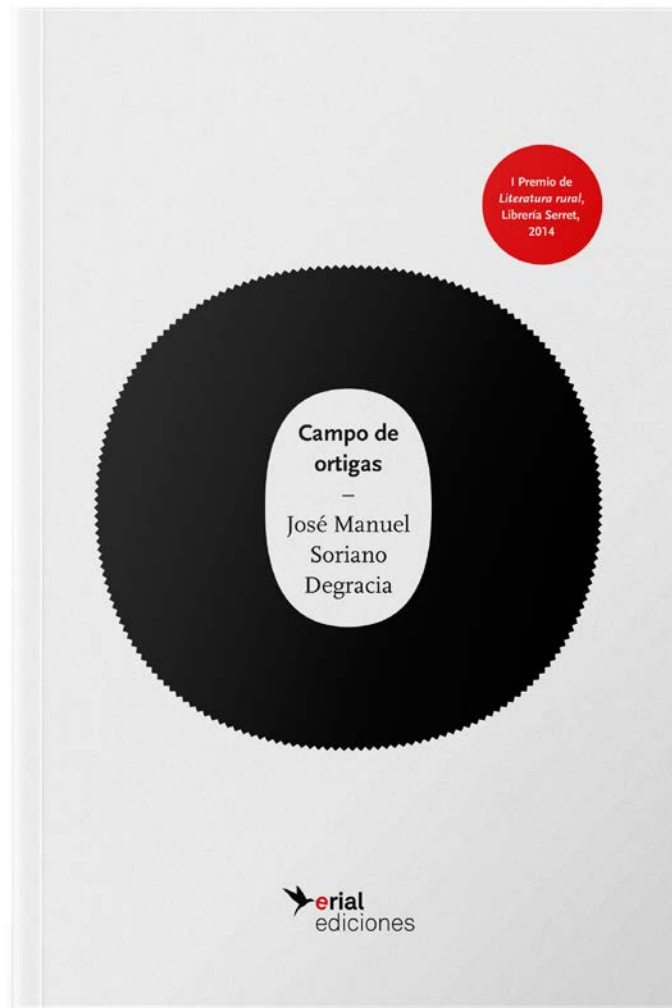 I Premio de
Literatura rural,
Librería Serret,
2014
Campo de
ortigas
–
José Manuel
Soriano
Degracia
erial
ediciones